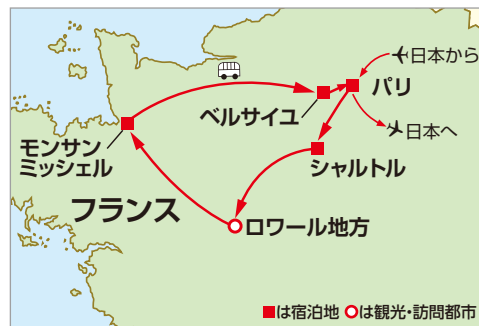 日本から
パリ
ベルサイユ
日本へ
モンサン
ミッシェル
シャルトル
フランス
ロワール地方
■は宿泊地 ○は観光・訪問都市